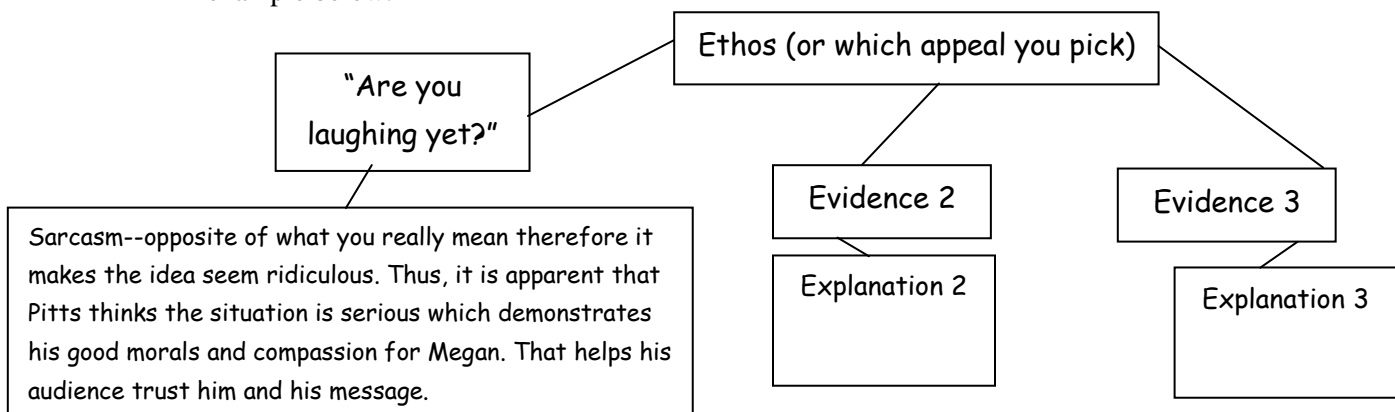 Ethos (or which appeal you pick)
“Are you
laughing yet?”
Sarcasm--opposite of what you really mean therefore it
makes the idea seem ridiculous. Thus, it is apparent that
Pitts thinks the situation is serious which demonstrates
his good morals and compassion for Megan. That helps his
audience trust him and his message.
Evidence 2
Explanation 2
Evidence 3
Explanation 3